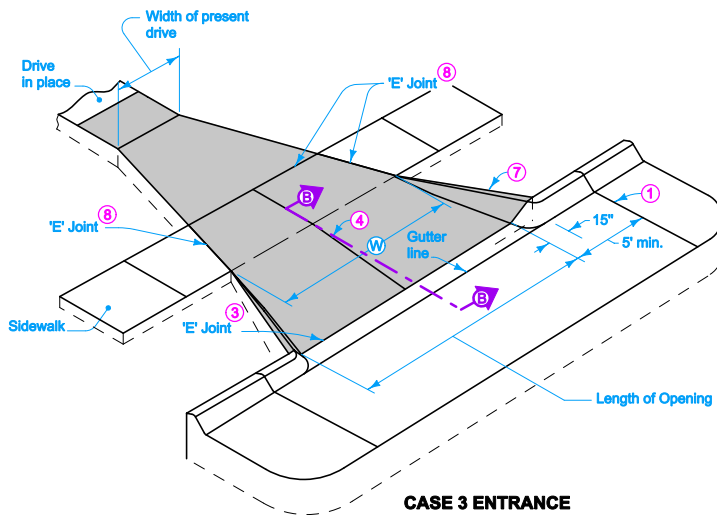 Width of present
drive
Drive
in place
'E' Joint 8
7
B
1
'E' Joint 8
4
15"
W
Gutter
line
5' min.
B
3
Sidewalk
'E' Joint
Length of Opening
CASE 3 ENTRANCE